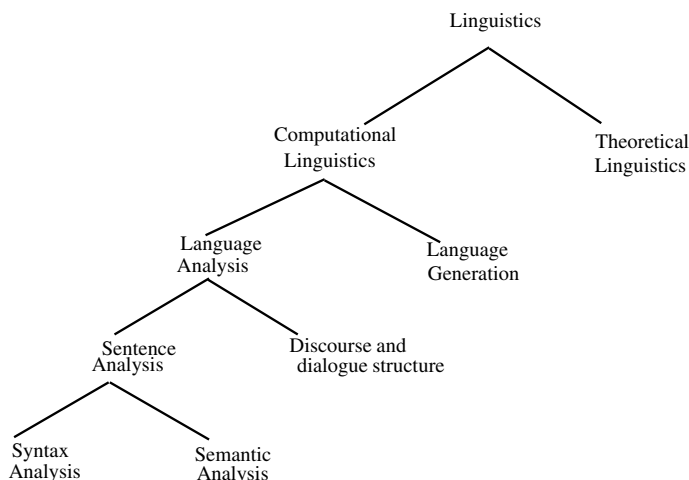 Linguistics
Computational
Linguistics
Theoretical
Linguistics
Language
Analysis
Language
Generation
Sentence
Analysis
Discourse and
dialogue structure
Syntax
Analysis
Semantic
Analysis